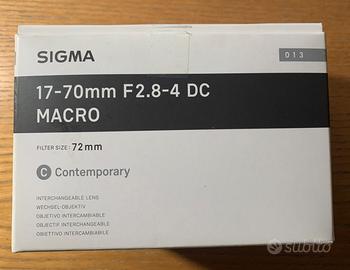 SIGMA
013
17-70mm F2.8-4 DC
MACRO
FILTER SIZE: 72mm
C Contemporary
INTERCHANGEABLE LENS
WECHSEL-OBJEKTIV
OBJETIVO INTERCAMBIABLE
OBJECTIF INTERCHANGEABLE
OBIETTIVO INTERCAMBIABILE
subito